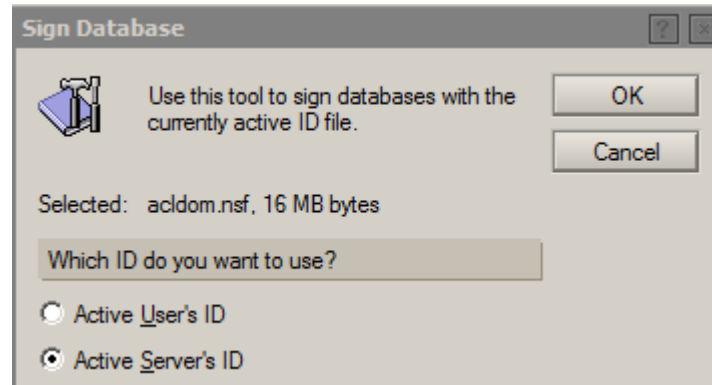 Sign Database
Use this tool to sign databases with the
currently active ID file.
OK
Cancel
Selected: acldom.nsf, 16 MB bytes
Which ID do you want to use?
Active User's ID
Active Server's ID